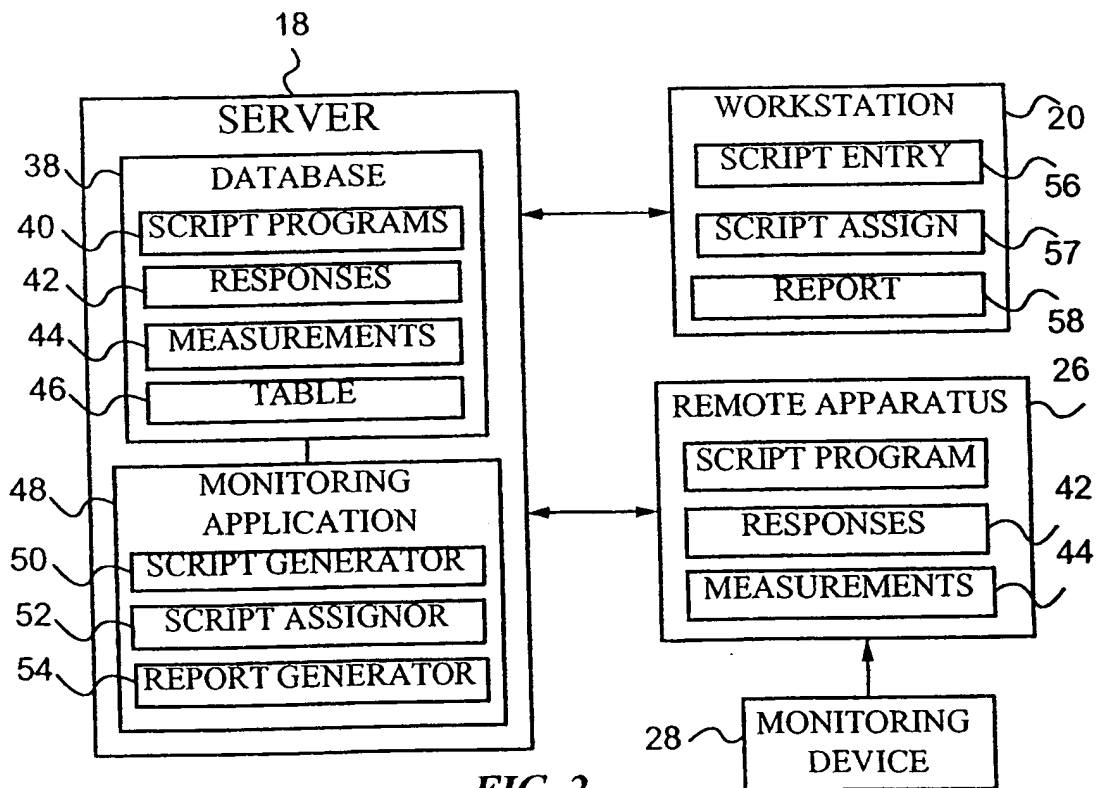 18
SERVER
38
DATABASE
40
SCRIPT PROGRAMS
42
RESPONSES
44
MEASUREMENTS
46
TABLE
48
MONITORING
APPLICATION
50
SCRIPT GENERATOR
52
SCRIPT ASSIGNOR
54
REPORT GENERATOR
WORKSTATION
20
SCRIPT ENTRY
56
SCRIPT ASSIGN
57
REPORT
58
26
REMOTE APPARATUS
SCRIPT PROGRAM
42
RESPONSES
44
MEASUREMENTS
28
MONITORING
DEVICE
FIG. 2